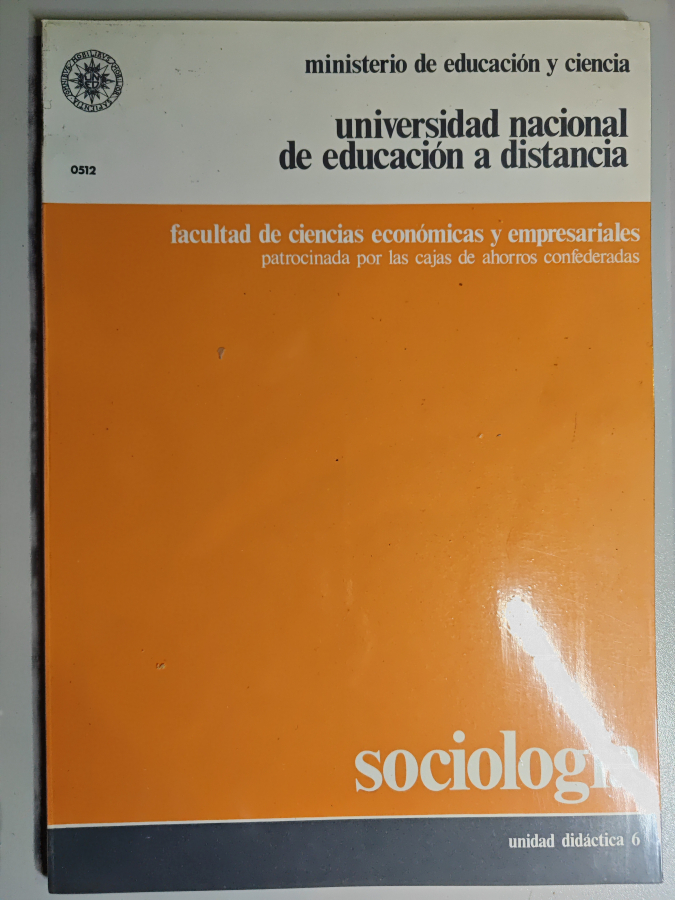 ministerio de educación y ciencia
universidad nacional
de educación a distancia
0512
facultad de ciencias económicas y empresariales
patrocinada por las cajas de ahorros confederadas
sociología
unidad didáctica 6